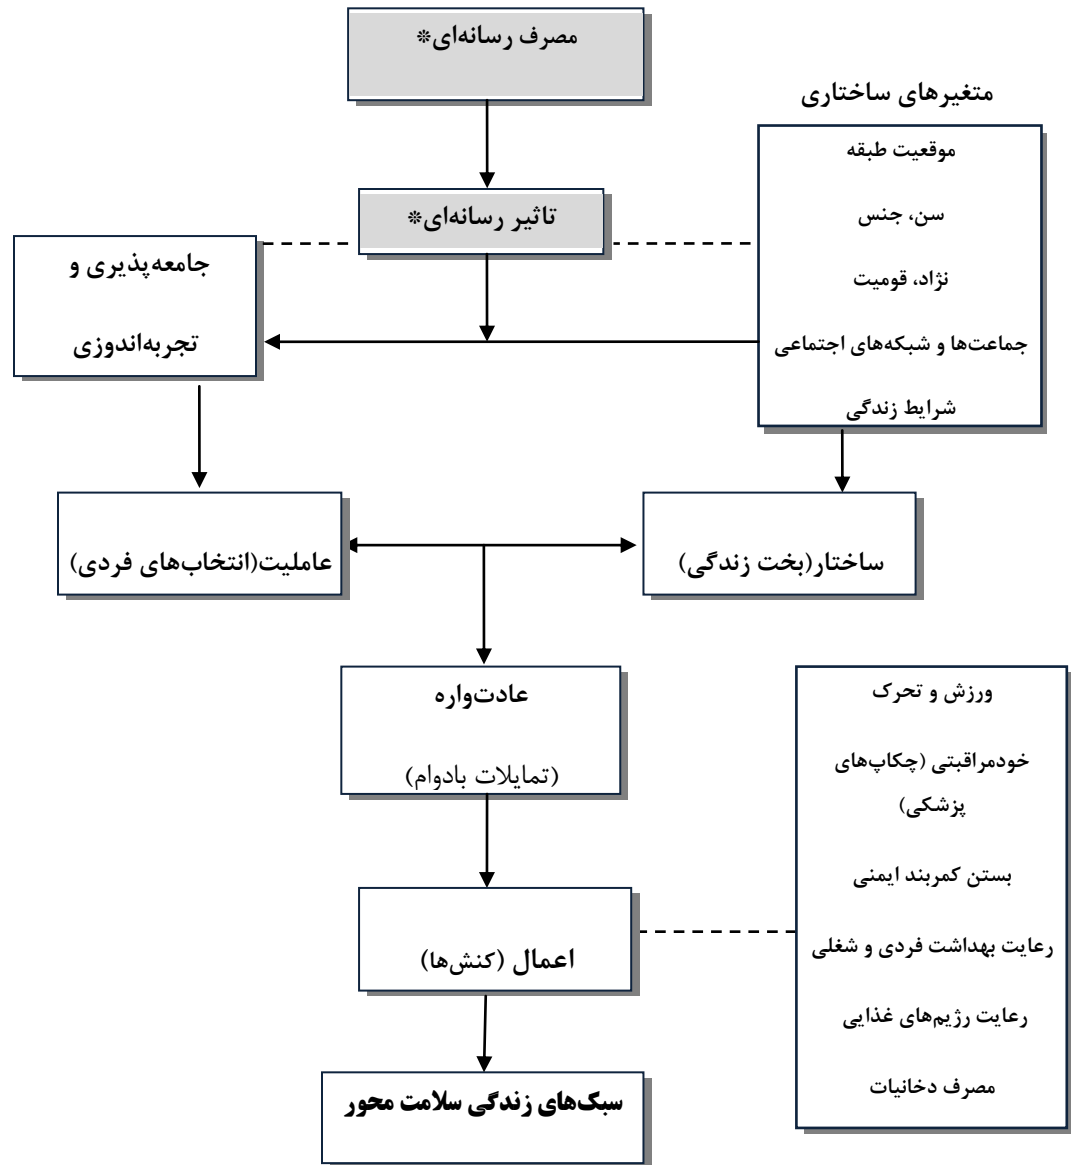 مصرف رسانه‌ای*
متغیرهای ساختاری
موقعیت طبقه
سن، جنس
نژاد، قومیت
جماعت‌ها و شبکه‌های اجتماعی
شرایط زندگی
تاثیر رسانه‌ای*
جامعه‌پذیری و
تجربه‌اندوزی
ساختار(بخت زندگی)
عاملیت(انتخاب‌های فردی)
عادت‌واره
(تمایلات بادوام)
اعمال (کنش‌ها)
ورزش و تحرک
خودمراقبتی (چکاپ‌های
پزشکی)
بستن کمربند ایمنی
رعایت بهداشت فردی و شغلی
رعایت رژیم‌های غذایی
مصرف دخانیات
سبک‌های زندگی سلامت محور